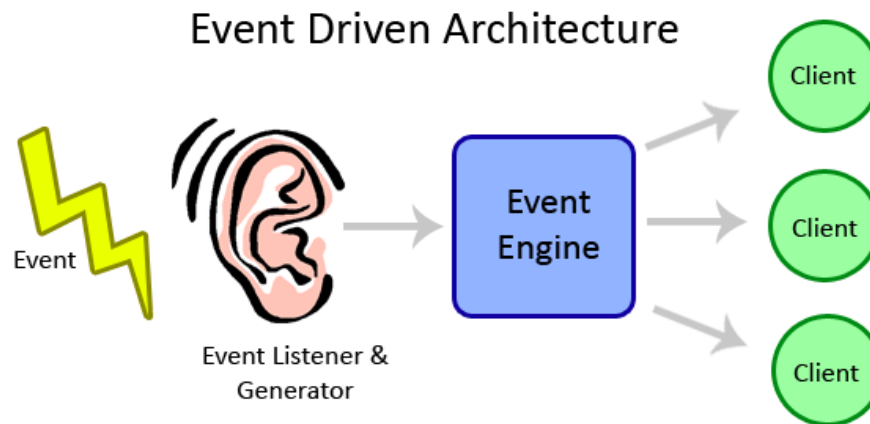 Event Driven Architecture
Client
Event
Event Listener &
Generator
Event
Engine
Client
Client